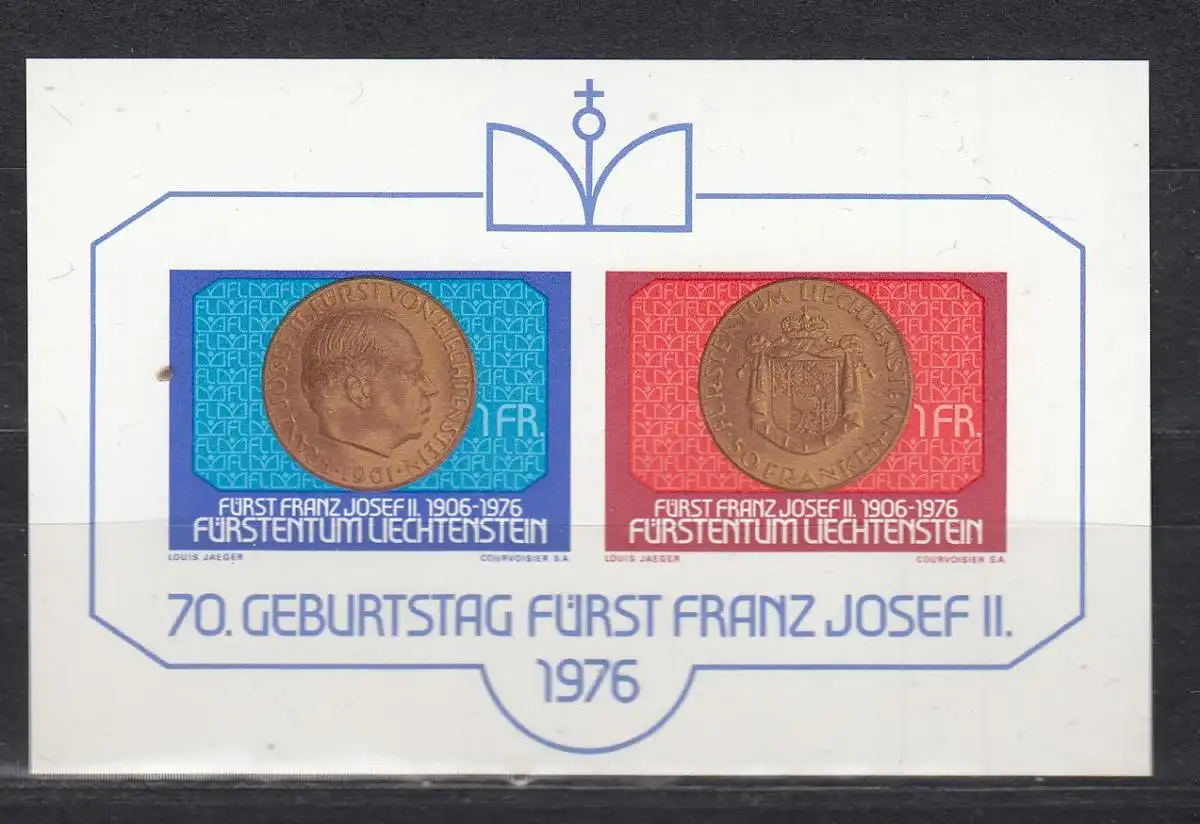 FRANZ JOSEF II. FÜRST VON LIECHTENSTEIN
·1961·
1 FR.
FÜRST FRANZ JOSEF II. 1906-1976
FÜRSTENTUM LIECHTENSTEIN
LOUIS JAEGER
COURVOISIER S.A.
FÜRSTENTUM LIECHTENSTEIN
·50 FRANKEN·
1 FR.
FÜRST FRANZ JOSEF II. 1906-1976
FÜRSTENTUM LIECHTENSTEIN
LOUIS JAEGER
COURVOISIER S.A.
70. GEBURTSTAG FÜRST FRANZ JOSEF II.
1976